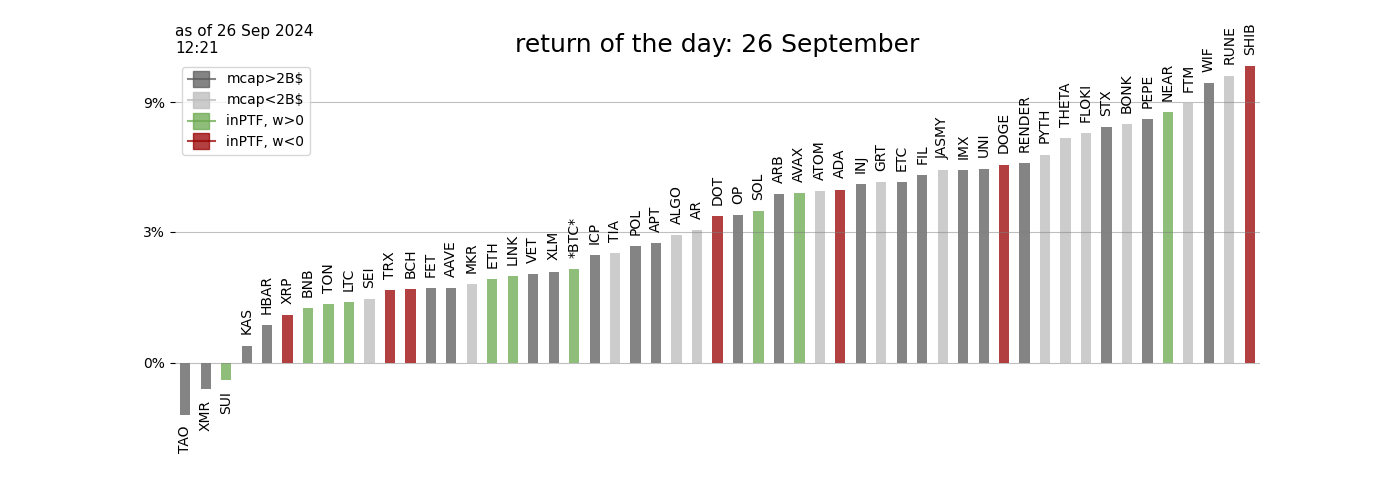 as of 26 Sep 2024
12:21
return of the day: 26 September
mcap>2B$
mcap<2B$
inPTF, w>0
inPTF, w<0
9%
3%
0%
TAO
XMR
SUI
KAS
HBAR
XRP
BNB
TON
LTC
SEI
TRX
BCH
FET
AAVE
MKR
ETH
LINK
VET
XLM
*BTC*
ICP
TIA
POL
APT
ALGO
AR
DOT
OP
SOL
ARB
AVAX
ATOM
ADA
INJ
GRT
ETC
FIL
JASMY
IMX
UNI
DOGE
RENDER
PYTH
THETA
FLOKI
STX
BONK
PEPE
NEAR
FTM
WIF
RUNE
SHIB